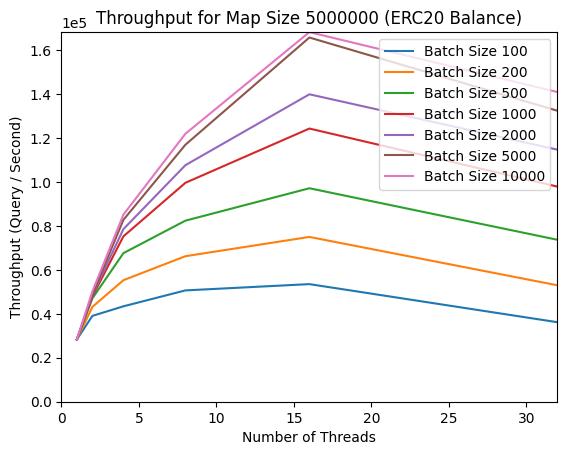 Throughput for Map Size 5000000 (ERC20 Balance)
1e5
Throughput (Query / Second)
1.6
1.4
1.2
1.0
0.8
0.6
0.4
0.2
0.0
Batch Size 100
Batch Size 200
Batch Size 500
Batch Size 1000
Batch Size 2000
Batch Size 5000
Batch Size 10000
0 5 10 15 20 25 30
Number of Threads